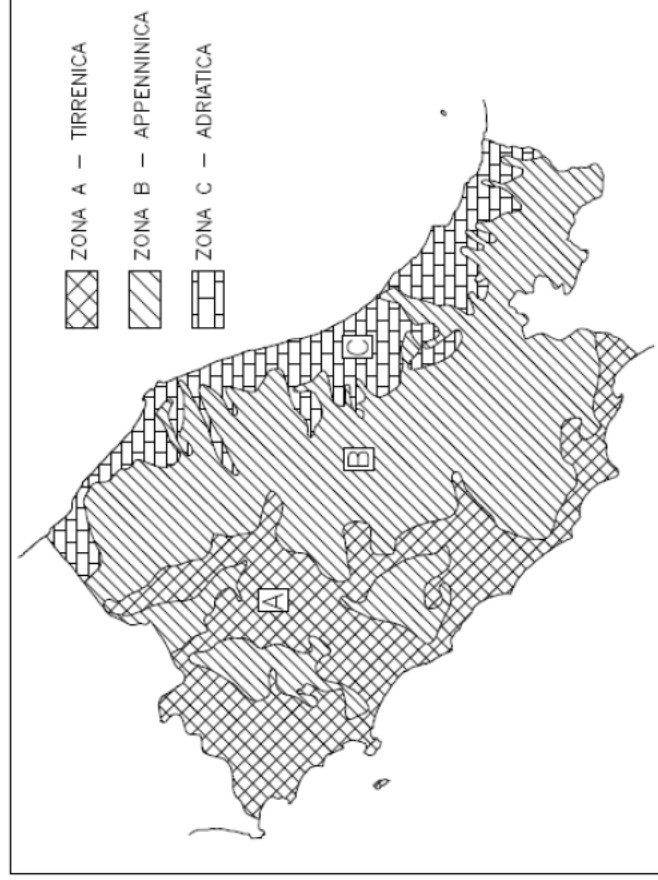 ZONA A – TIRRENICA
ZONA B – APPENNINICA
ZONA C – ADRIATICA
A
B
C